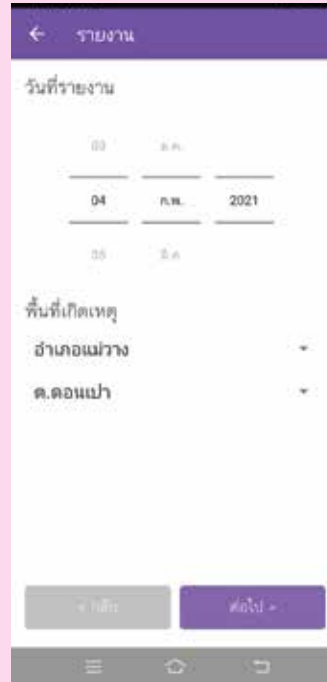 ← รายงาน
วันที่รายงาน
03 ม.ค.
04 ก.พ. 2021
05 มี.ค.
พื้นที่เกิดเหตุ
อำเภอแม่วาง
ต.ดอนเปา
« กลับ ต่อไป »